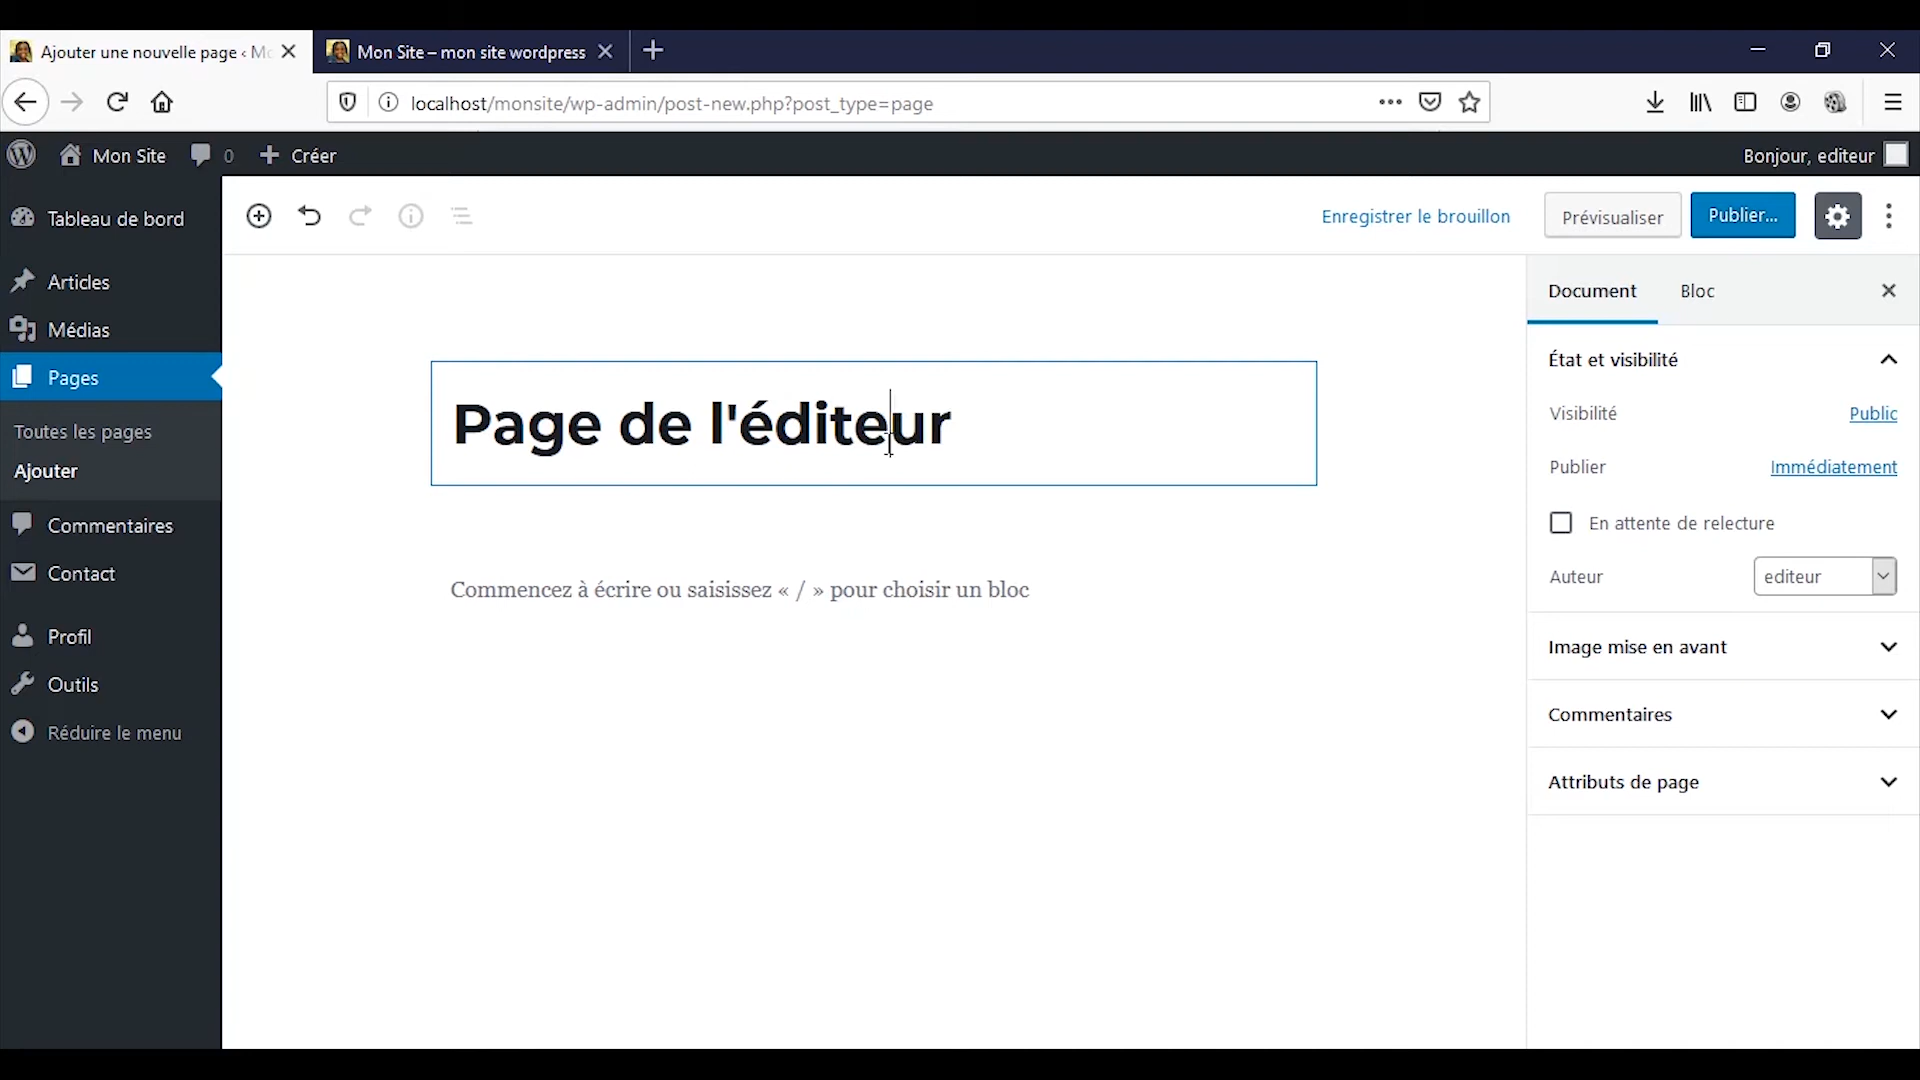 Ajouter une nouvelle page ‹ Mo
Mon Site – mon site wordpress
localhost/monsite/wp-admin/post-new.php?post_type=page
Mon Site
0
Créer
Bonjour, editeur
Tableau de bord
Articles
Médias
Pages
Toutes les pages
Ajouter
Commentaires
Contact
Profil
Outils
Réduire le menu
Enregistrer le brouillon
Prévisualiser
Publier...
Page de l'éditeur
Commencez à écrire ou saisissez « / » pour choisir un bloc
Document
Bloc
État et visibilité
Visibilité
Public
Publier
Immédiatement
En attente de relecture
Auteur
editeur
Image mise en avant
Commentaires
Attributs de page